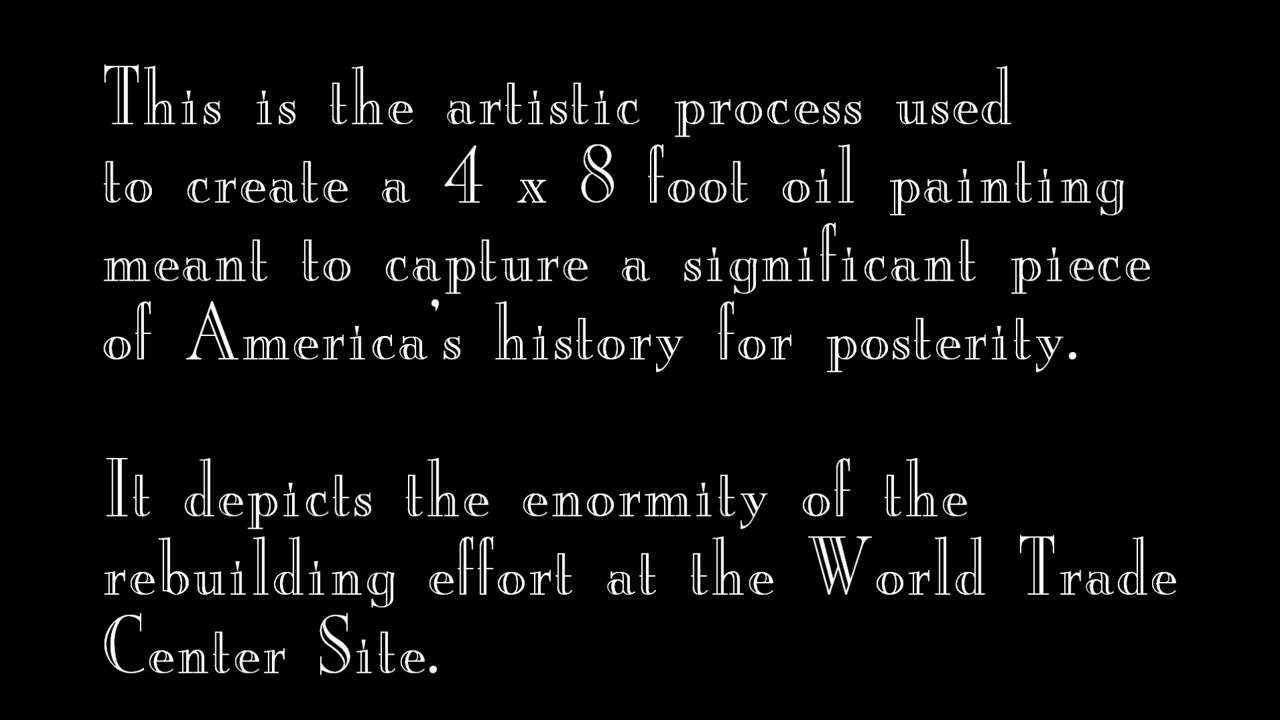 This is the artistic process used
to create a 4 x 8 foot oil painting
meant to capture a significant piece
of America's history for posterity.
It depicts the enormity of the
rebuilding effort at the World Trade
Center Site.